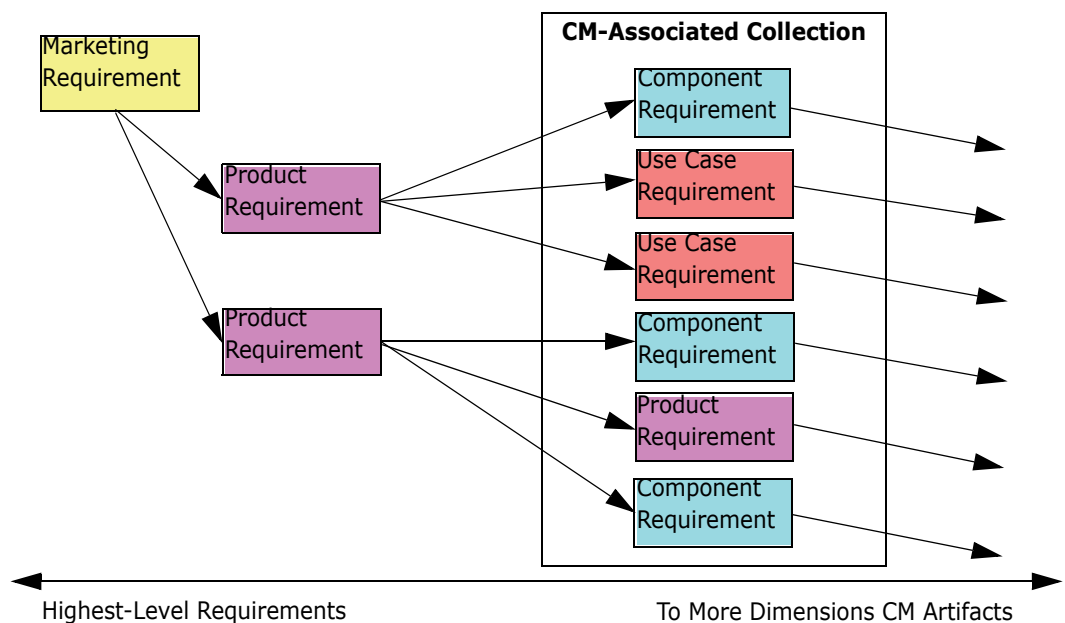 CM-Associated Collection
Marketing
Requirement
Component
Requirement
Product
Requirement
Use Case
Requirement
Use Case
Requirement
Product
Requirement
Component
Requirement
Product
Requirement
Component
Requirement
Highest-Level Requirements
To More Dimensions CM Artifacts